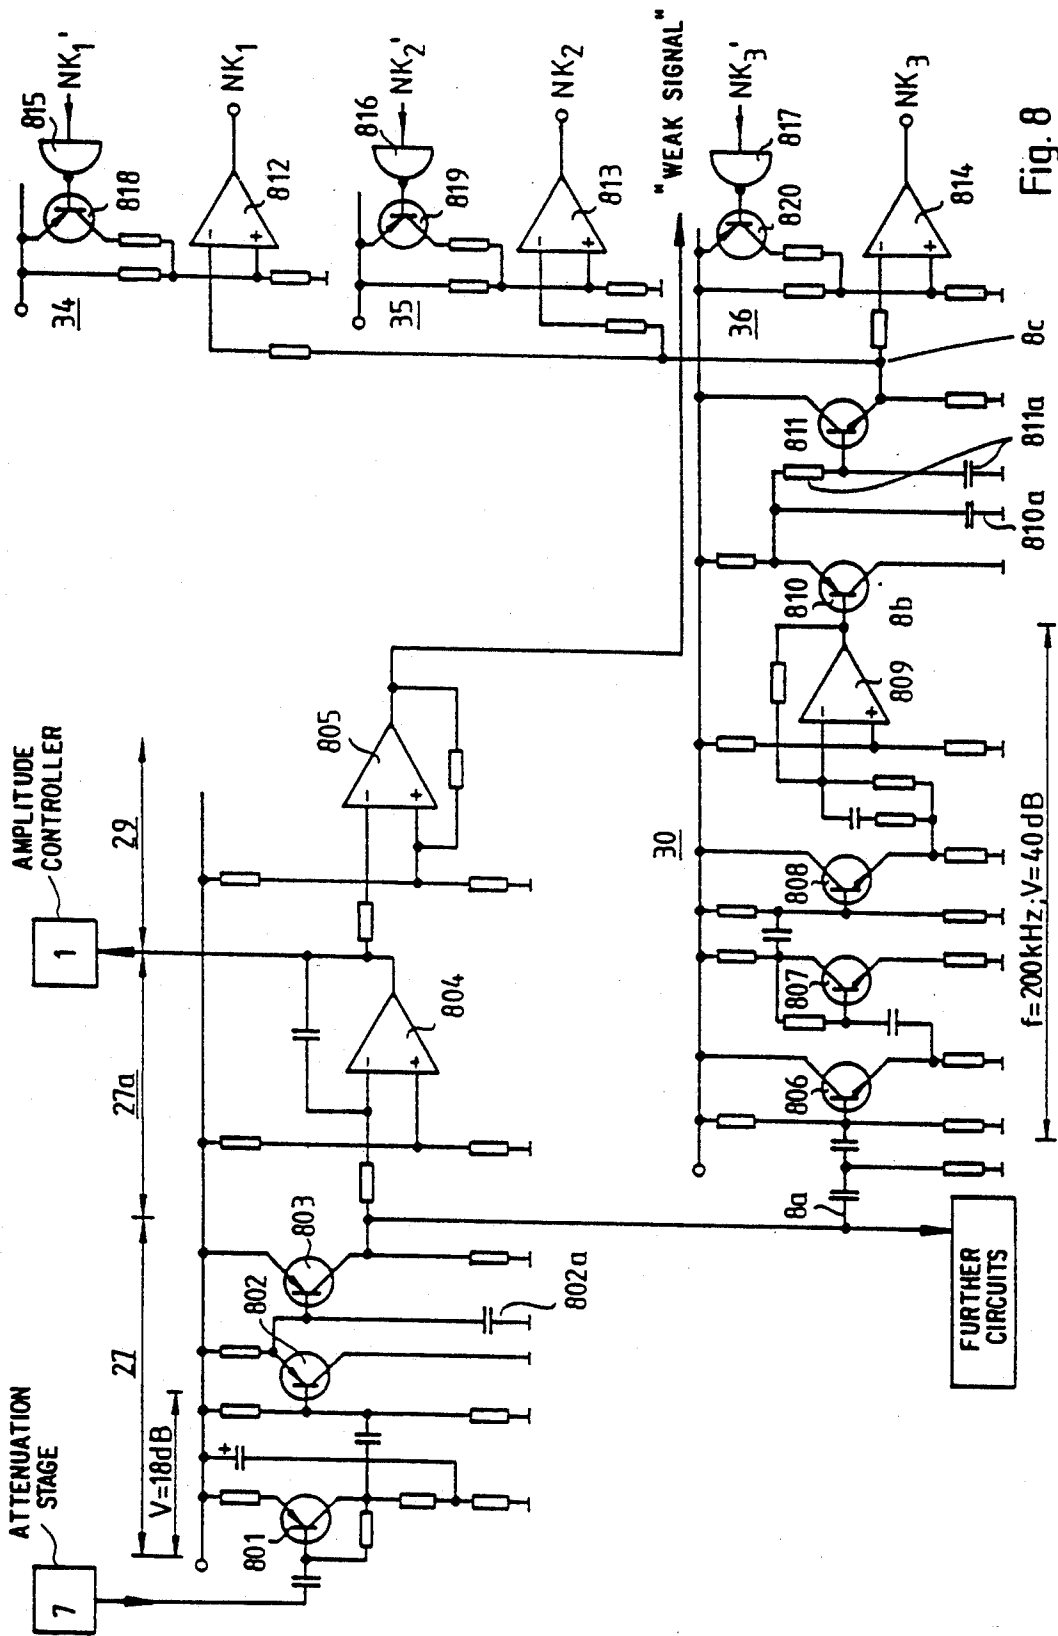 ATTENUATION
STAGE
7
AMPLITUDE
CONTROLLER
1
27
27a
29
V=18dB
801
802
803
802a
804
805
"WEAK SIGNAL"
34
815
NK1'
818
812
NK1
35
816
NK2'
819
813
NK2
36
817
NK3'
820
814
NK3
30
8a
806
807
808
809
8b
810
811
810a
811a
8c
f=200kHz; V=40dB
FURTHER
CIRCUITS
Fig. 8